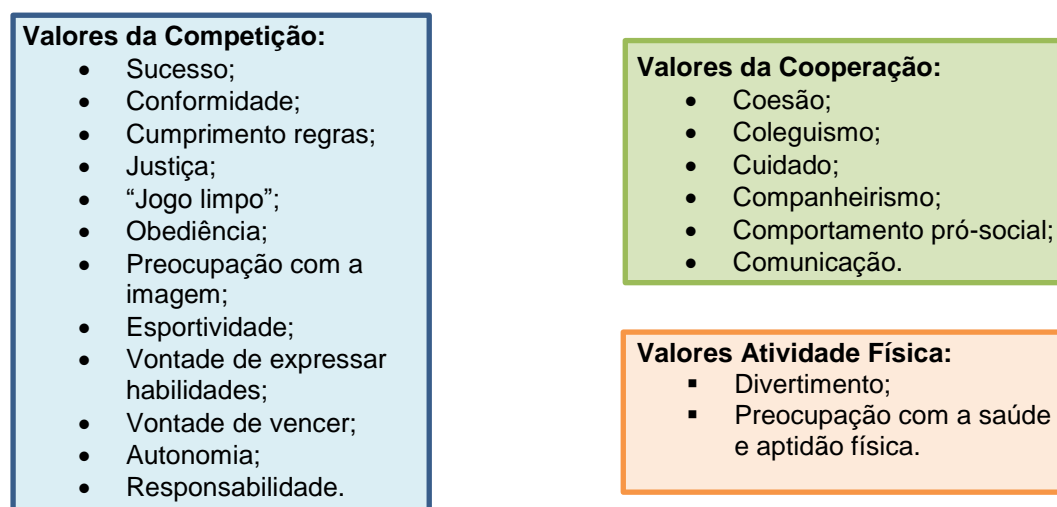 Valores da Competição:
• Sucesso;
• Conformidade;
• Cumprimento regras;
• Justiça;
• “Jogo limpo”;
• Obediência;
• Preocupação com a
imagem;
• Esportividade;
• Vontade de expressar
habilidades;
• Vontade de vencer;
• Autonomia;
• Responsabilidade.
Valores da Cooperação:
• Coesão;
• Coleguismo;
• Cuidado;
• Companheirismo;
• Comportamento pró-social;
• Comunicação.
Valores Atividade Física:
▪ Divertimento;
▪ Preocupação com a saúde
e aptidão física.